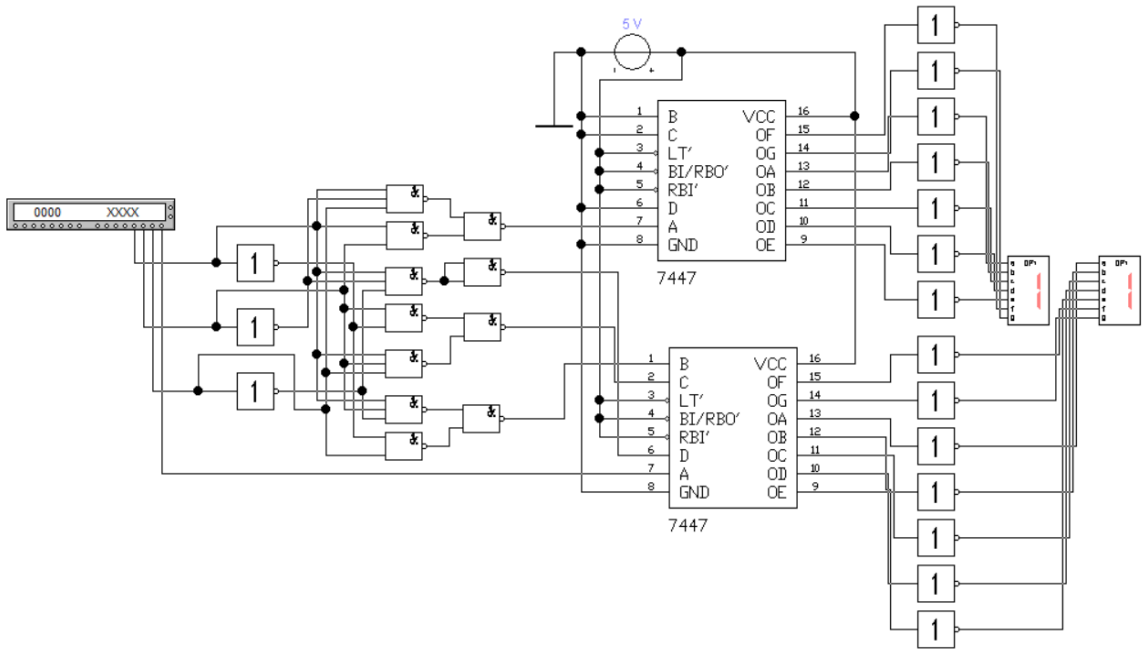 5 V
0000 XXXX
1
1
1
&
&
&
&
&
&
&
&
&
&
&
1 B VCC 16
2 C OF 15
3 LT' OG 14
4 BI/RBO' OA 13
5 RBI' OB 12
6 D OC 11
7 A OD 10
8 GND OE 9
7447
1 B VCC 16
2 C OF 15
3 LT' OG 14
4 BI/RBO' OA 13
5 RBI' OB 12
6 D OC 11
7 A OD 10
8 GND OE 9
7447
1
1
1
1
1
1
1
1
1
1
1
1
1
1